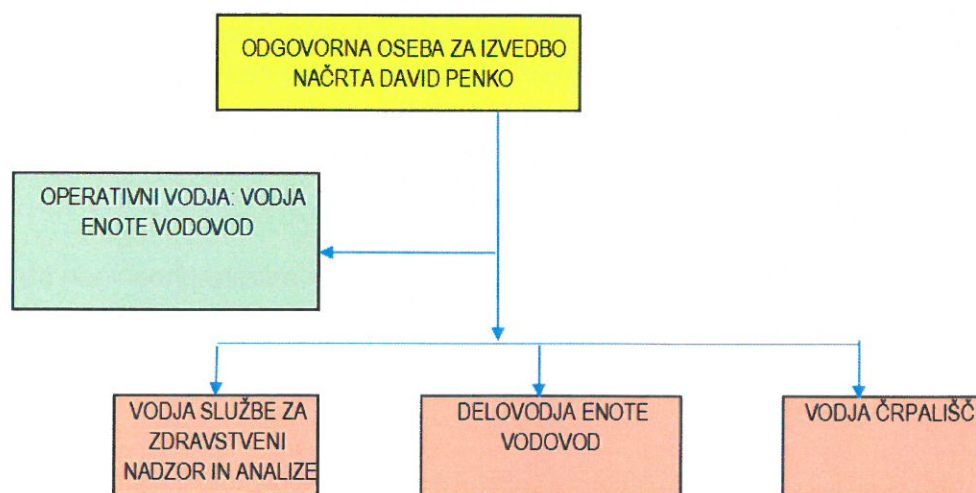 ODGOVORNA OSEBA ZA IZVEDBO
NAČRTA DAVID PENKO
OPERATIVNI VODJA: VODJA
ENOTE VODOVOD
VODJA SLUŽBE ZA
ZDRAVSTVENI
NADZOR IN ANALIZE
DELOVODJA ENOTE
VODOVOD
VODJA ČRPALIŠČ